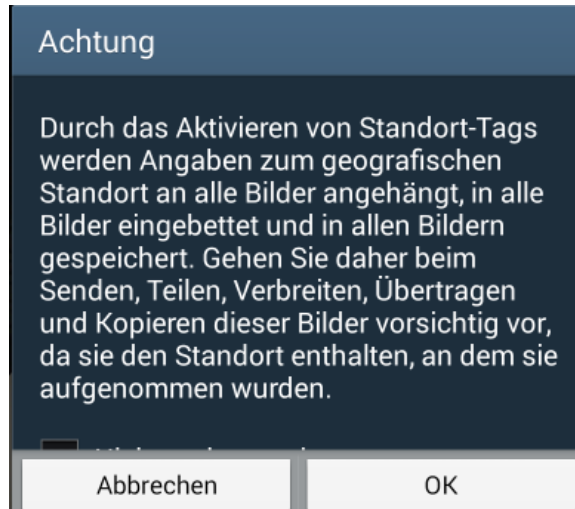 Achtung
Durch das Aktivieren von Standort-Tags
werden Angaben zum geografischen
Standort an alle Bilder angehängt, in alle
Bilder eingebettet und in allen Bildern
gespeichert. Gehen Sie daher beim
Senden, Teilen, Verbreiten, Übertragen
und Kopieren dieser Bilder vorsichtig vor,
da sie den Standort enthalten, an dem sie
aufgenommen wurden.
Abbrechen OK